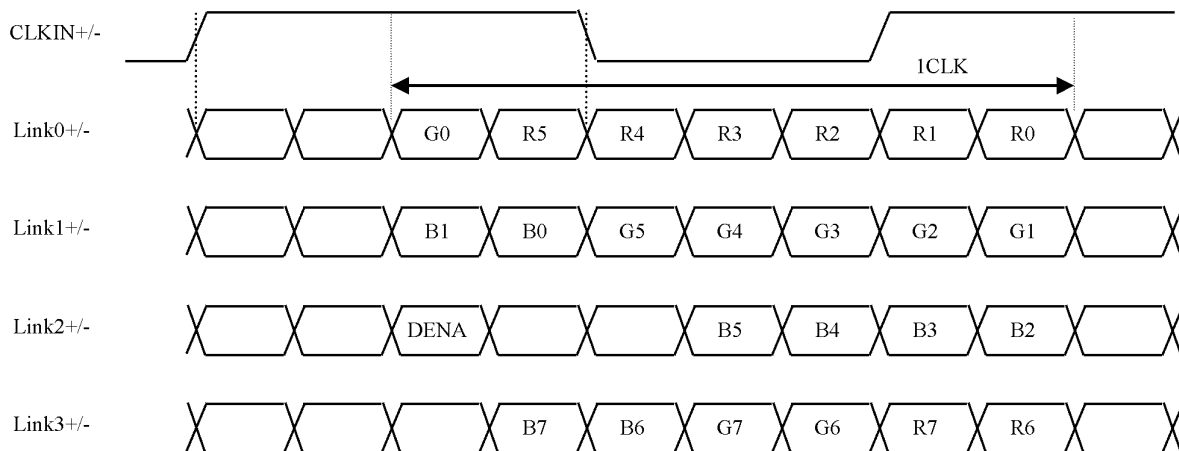 CLKIN+/-
1CLK
Link0+/- G0 R5 R4 R3 R2 R1 R0
Link1+/- B1 B0 G5 G4 G3 G2 G1
Link2+/- DENA B5 B4 B3 B2
Link3+/- B7 B6 G7 G6 R7 R6